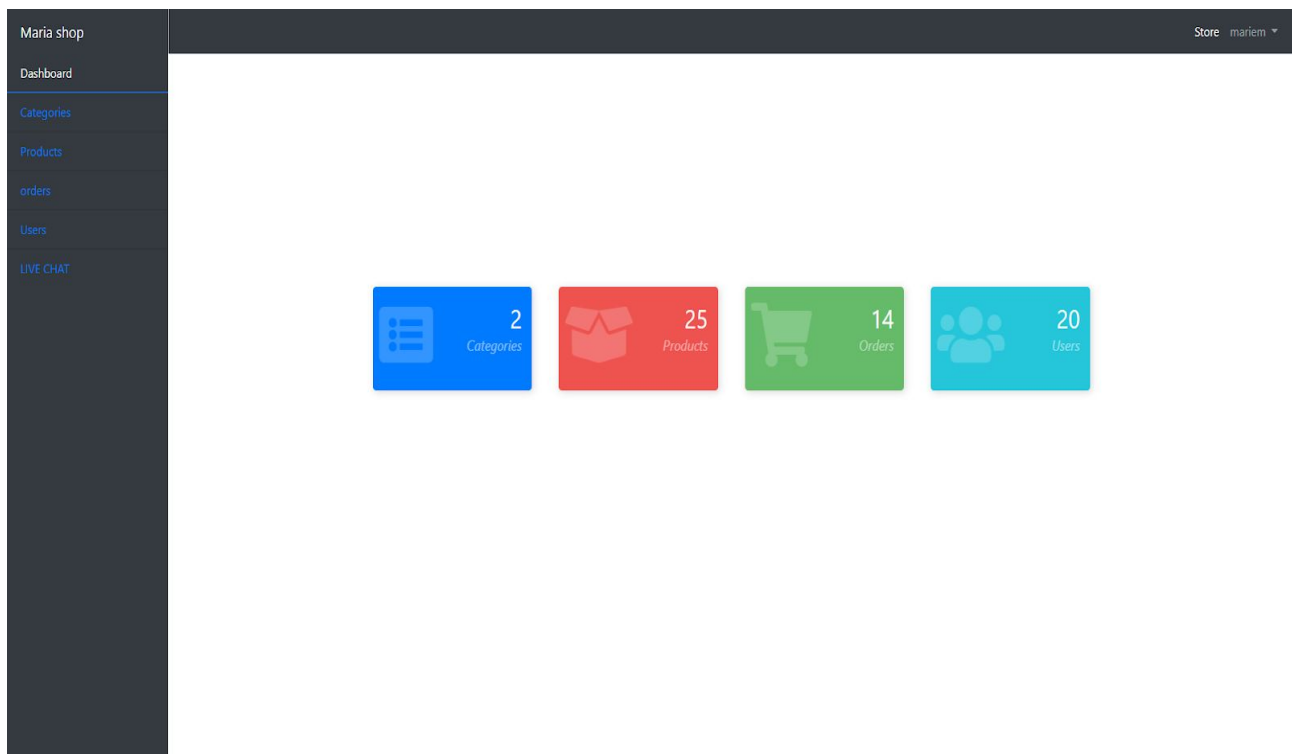 Maria shop
Store mariem
Dashboard
Categories
Products
orders
Users
LIVE CHAT
2
Categories
25
Products
14
Orders
20
Users